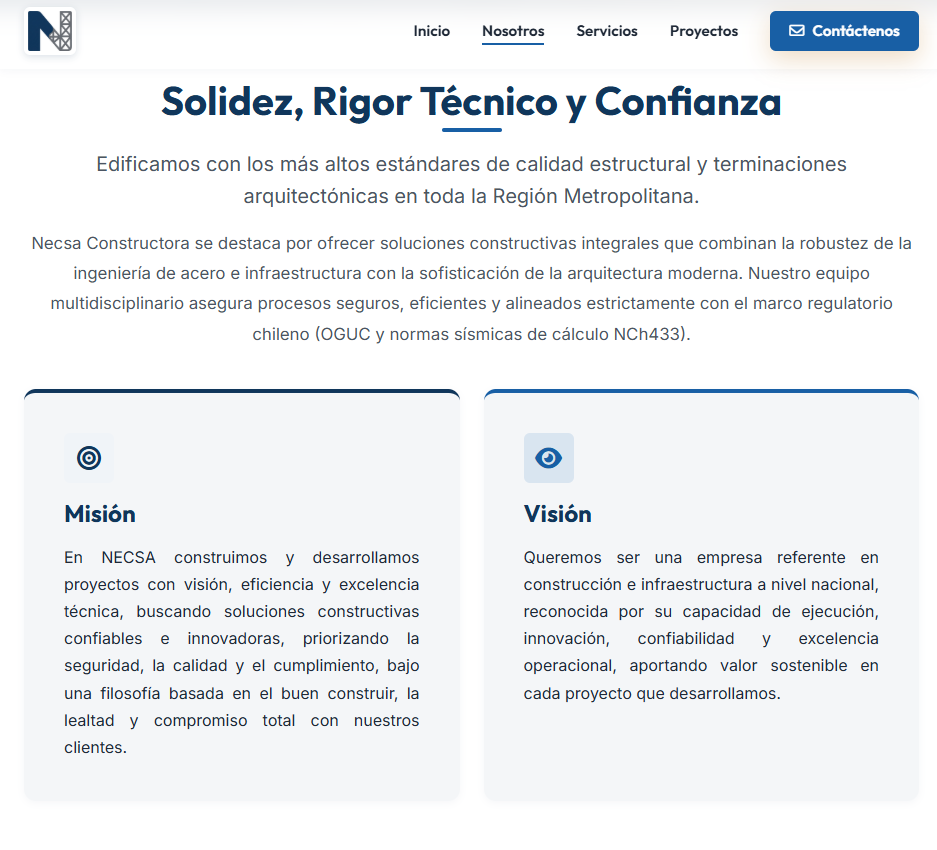 N
Inicio
Nosotros
Servicios
Proyectos
Contáctenos
Solidez, Rigor Técnico y Confianza
Edificamos con los más altos estándares de calidad estructural y terminaciones
arquitectónicas en toda la Región Metropolitana.
Necsa Constructora se destaca por ofrecer soluciones constructivas integrales que combinan la robustez de la
ingeniería de acero e infraestructura con la sofisticación de la arquitectura moderna. Nuestro equipo
multidisciplinario asegura procesos seguros, eficientes y alineados estrictamente con el marco regulatorio
chileno (OGUC y normas sísmicas de cálculo NCh433).
Misión
En NECSA construimos y desarrollamos
proyectos con visión, eficiencia y excelencia
técnica, buscando soluciones constructivas
confiables e innovadoras, priorizando la
seguridad, la calidad y el cumplimiento, bajo
una filosofía basada en el buen construir, la
lealtad y compromiso total con nuestros
clientes.
Visión
Queremos ser una empresa referente en
construcción e infraestructura a nivel nacional,
reconocida por su capacidad de ejecución,
innovación, confiabilidad y excelencia
operacional, aportando valor sostenible en
cada proyecto que desarrollamos.